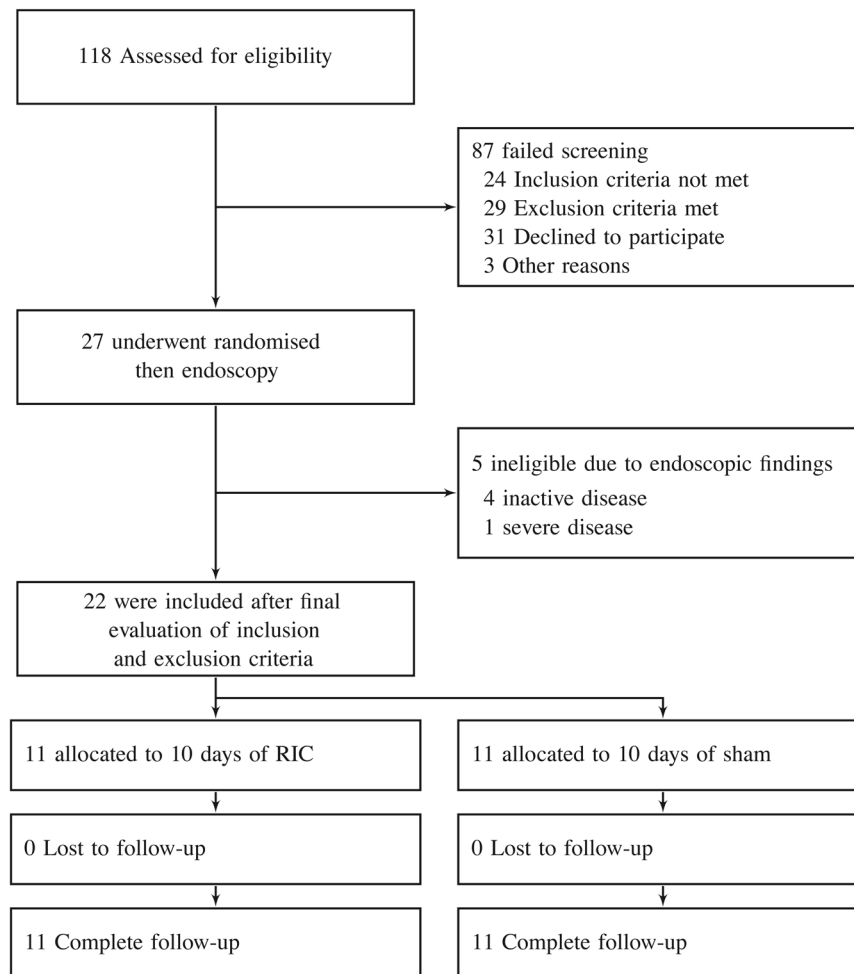 118 Assessed for eligibility
87 failed screening
24 Inclusion criteria not met
29 Exclusion criteria met
31 Declined to participate
3 Other reasons
27 underwent randomised
then endoscopy
5 ineligible due to endoscopic findings
4 inactive disease
1 severe disease
22 were included after final
evaluation of inclusion
and exclusion criteria
11 allocated to 10 days of RIC
11 allocated to 10 days of sham
0 Lost to follow-up
0 Lost to follow-up
11 Complete follow-up
11 Complete follow-up